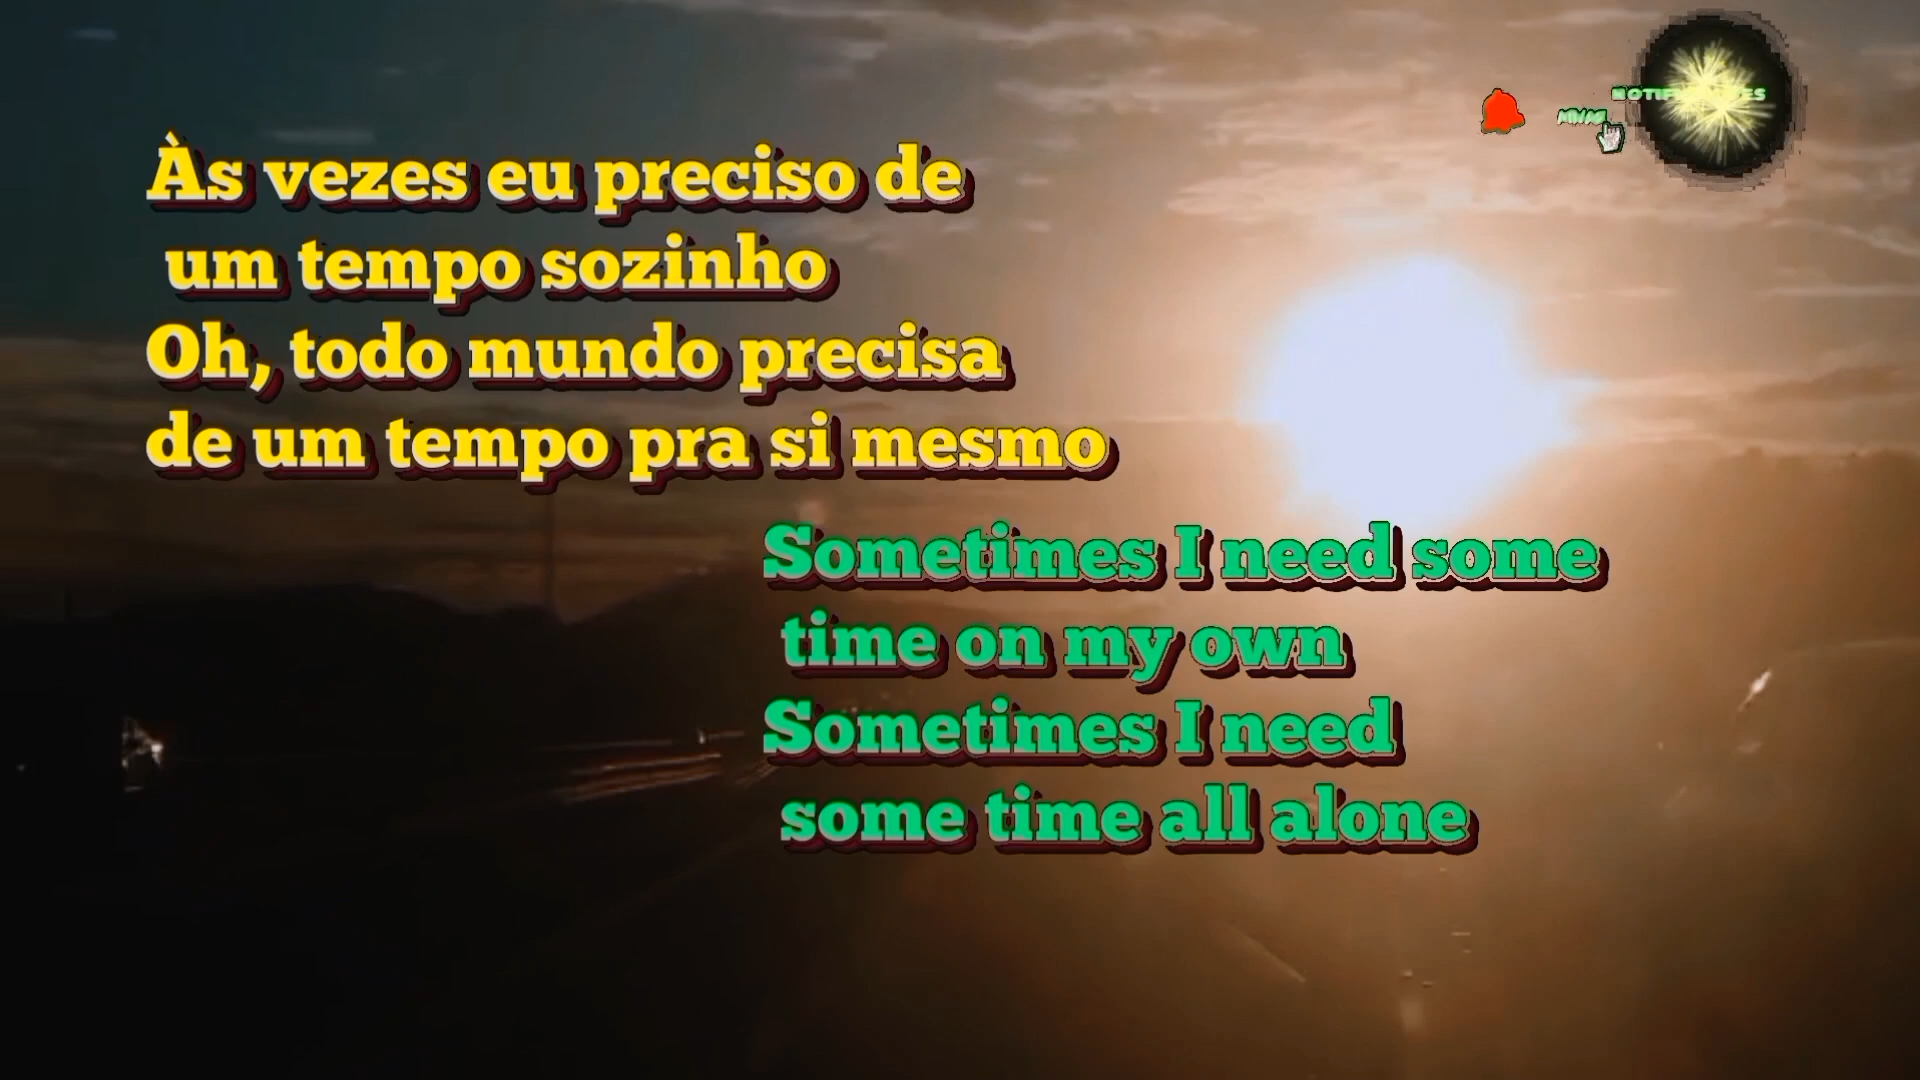 Às vezes eu preciso de
um tempo sozinho
Oh, todo mundo precisa
de um tempo pra si mesmo
Sometimes I need some
time on my own
Sometimes I need
some time all alone